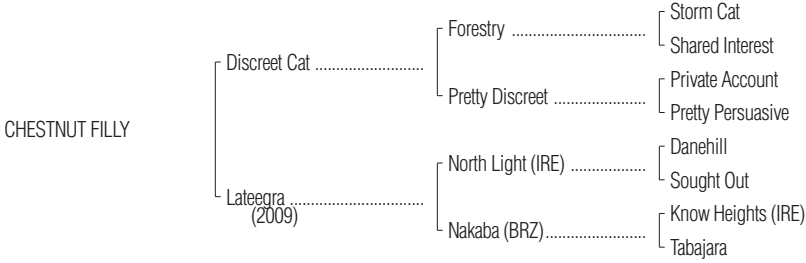 Storm Cat
Forestry ................................
Shared Interest
Discreet Cat ..........................
Private Account
Pretty Discreet ......................
Pretty Persuasive
CHESTNUT FILLY
Danehill
North Light (IRE) ..................
Sought Out
Lateegra ................................
(2009)
Know Heights (IRE)
Nakaba (BRZ)........................
Tabajara